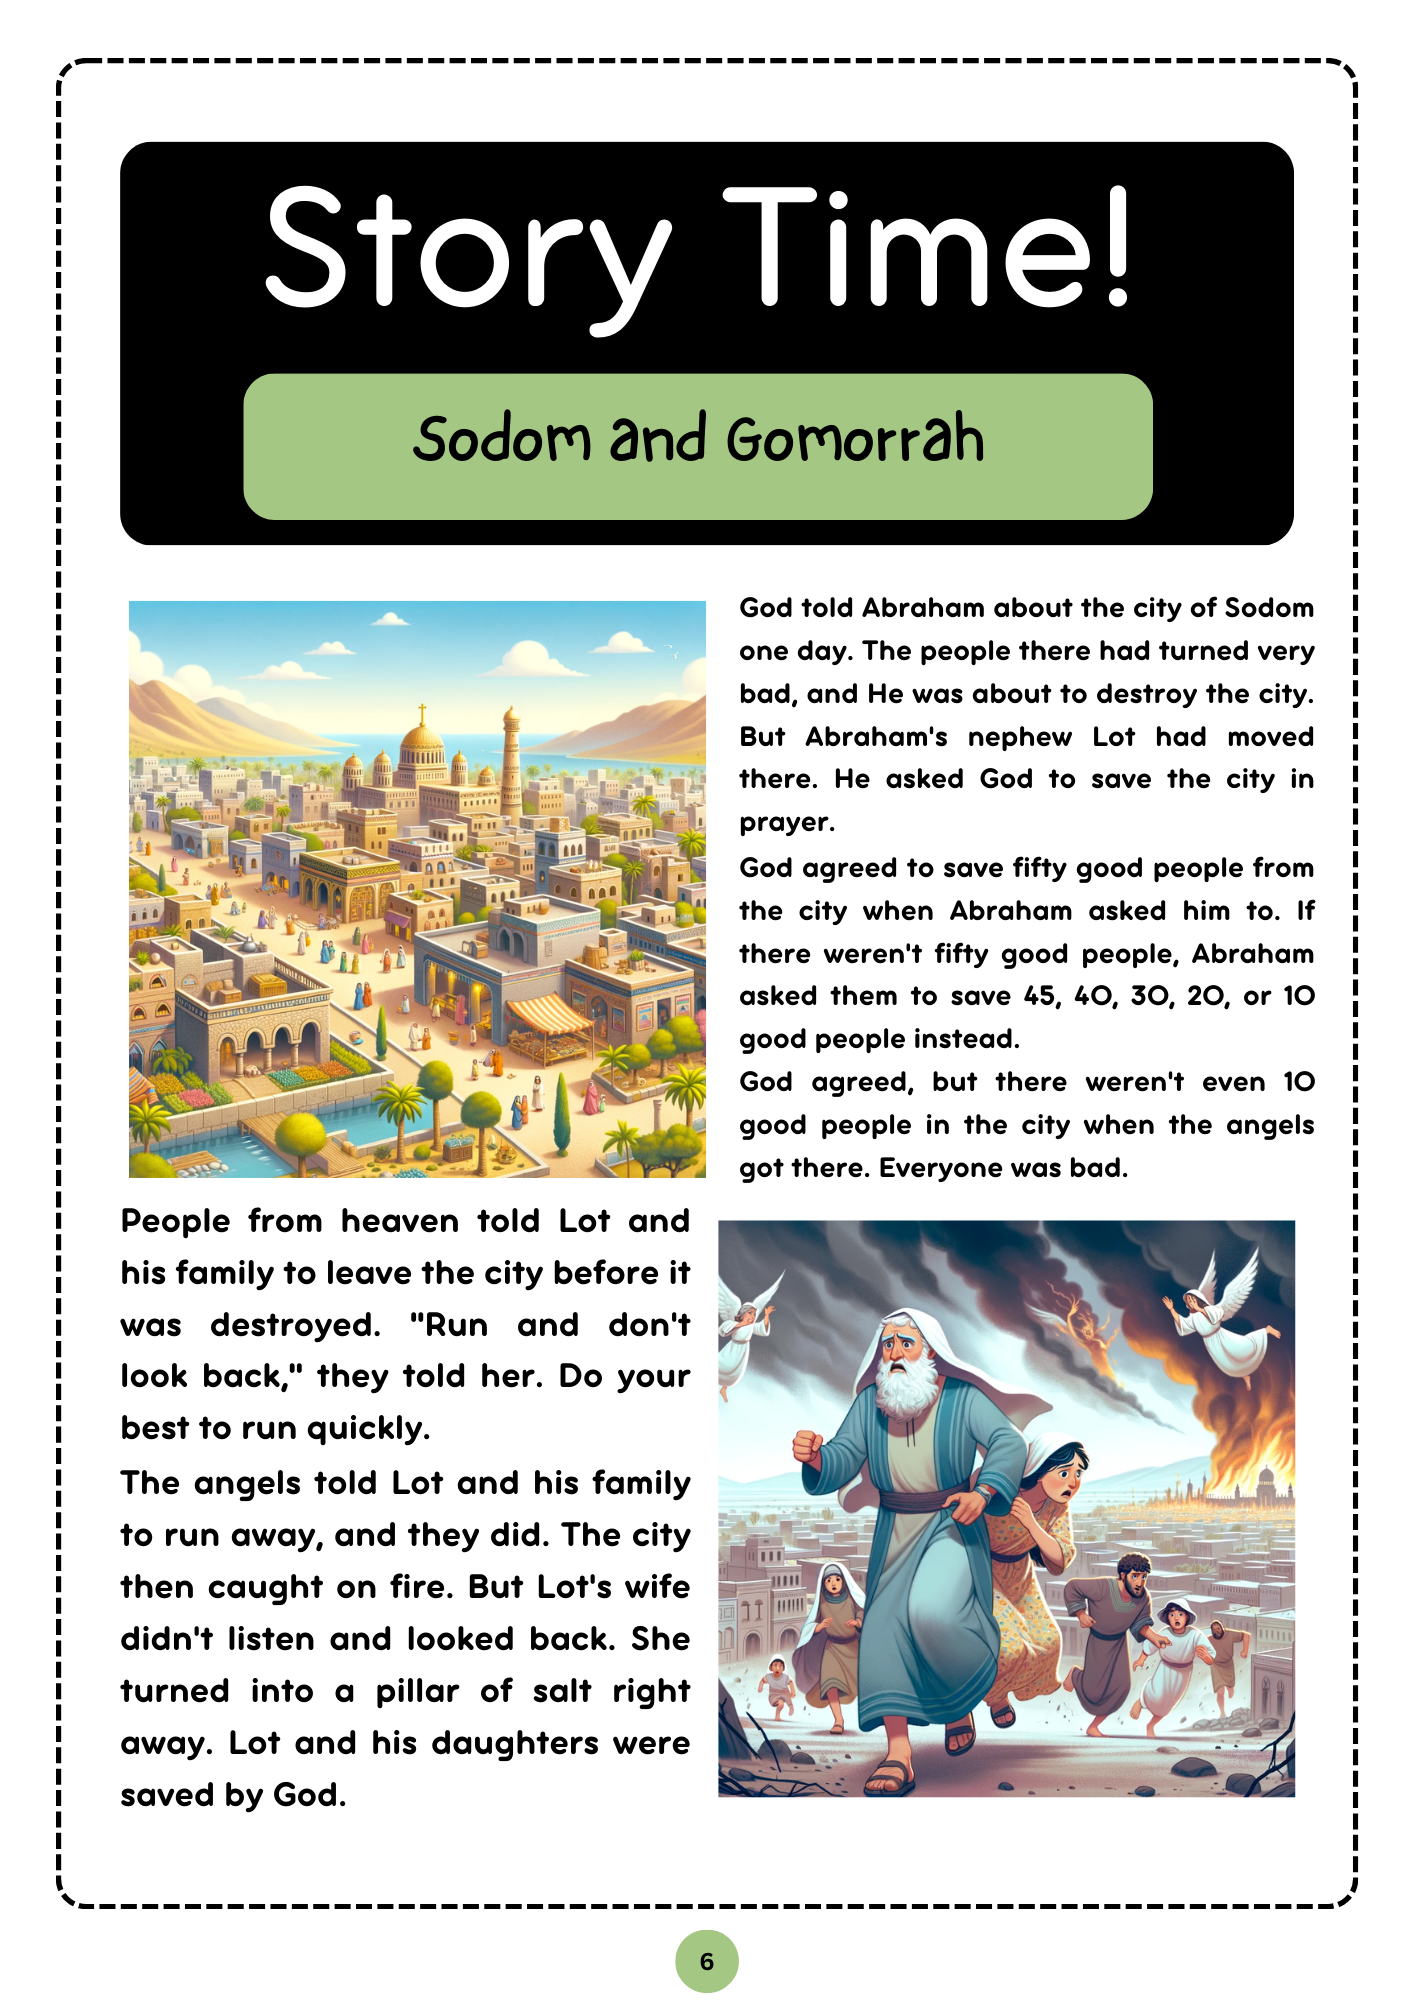 Story Time!
Sodom and Gomorrah
God told Abraham about the city of Sodom
one day. The people there had turned very
bad, and He was about to destroy the city.
But Abraham's nephew Lot had moved
there. He asked God to save the city in
prayer.
God agreed to save fifty good people from
the city when Abraham asked him to. If
there weren't fifty good people, Abraham
asked them to save 45, 40, 30, 20, or 10
good people instead.
God agreed, but there weren't even 10
good people in the city when the angels
got there. Everyone was bad.
People from heaven told Lot and
his family to leave the city before it
was destroyed. "Run and don't
look back," they told her. Do your
best to run quickly.
The angels told Lot and his family
to run away, and they did. The city
then caught on fire. But Lot's wife
didn't listen and looked back. She
turned into a pillar of salt right
away. Lot and his daughters were
saved by God.
6